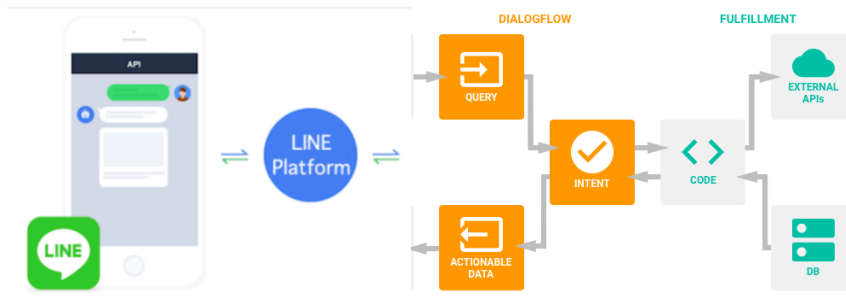 DIALOGFLOW
FULFILLMENT
API
QUERY
EXTERNAL
APIs
LINE
Platform
INTENT
CODE
LINE
ACTIONABLE
DATA
DB